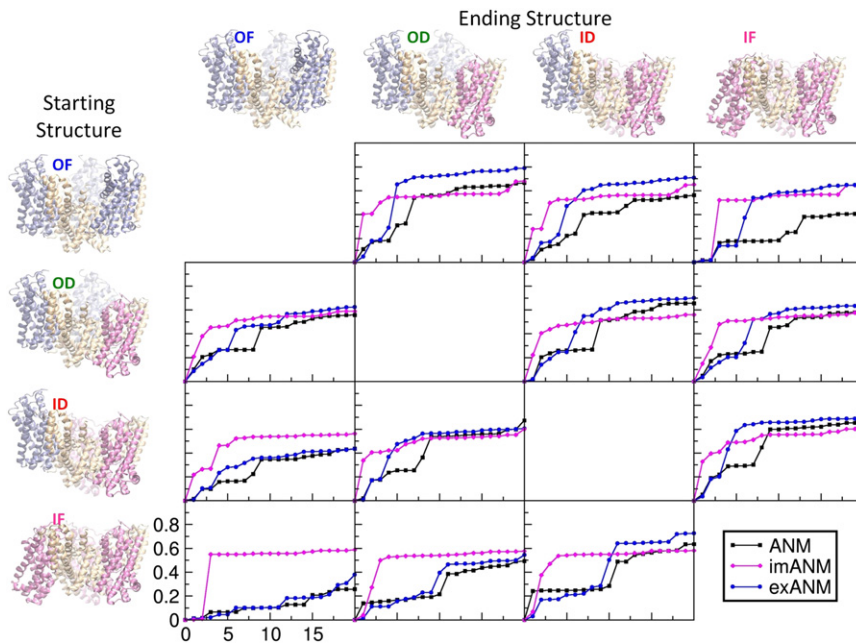 Ending Structure
OF
OD
ID
IF
Starting
Structure
OF
OD
ID
IF
0.8
0.6
0.4
0.2
0
0 5 10 15
ANM
imANM
exANM